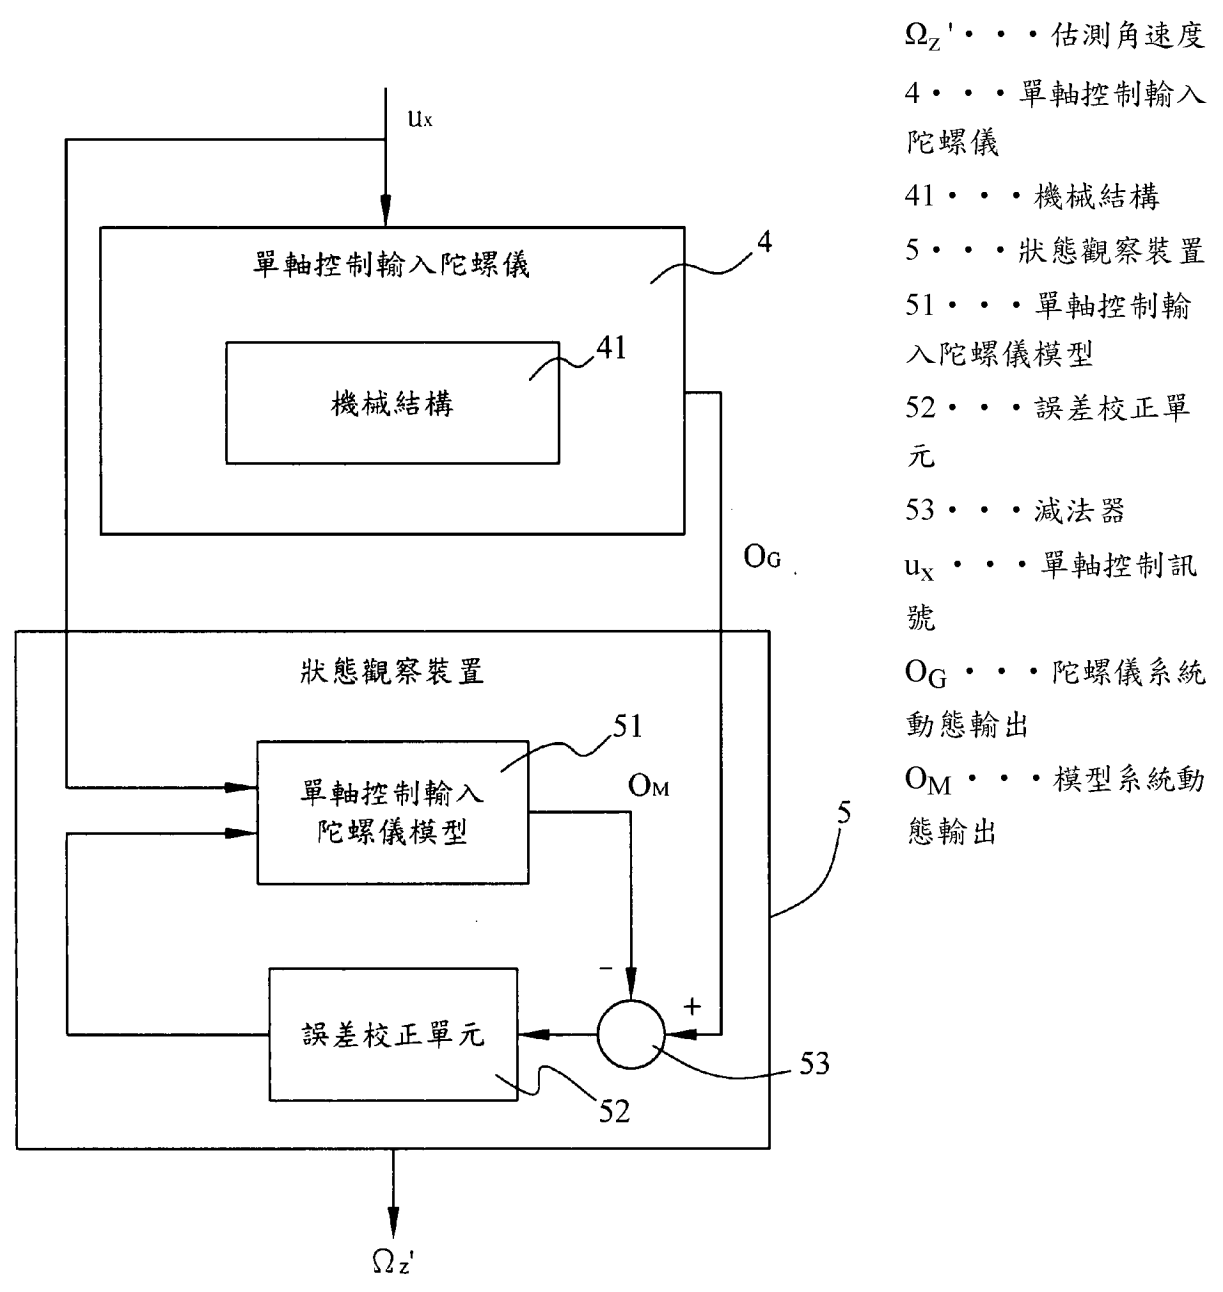 uₓ
單軸控制輸入陀螺儀
4
41
機械結構
O_G
狀態觀察裝置
51
O_M
單軸控制輸入
陀螺儀模型
5
−
+
誤差校正單元
53
52
Ω_z'
Ω_z'・・・估測角速度
4・・・單軸控制輸入
陀螺儀
41・・・機械結構
5・・・狀態觀察裝置
51・・・單軸控制輸
入陀螺儀模型
52・・・誤差校正單
元
53・・・減法器
uₓ・・・單軸控制訊
號
O_G・・・陀螺儀系統
動態輸出
O_M・・・模型系統動
態輸出